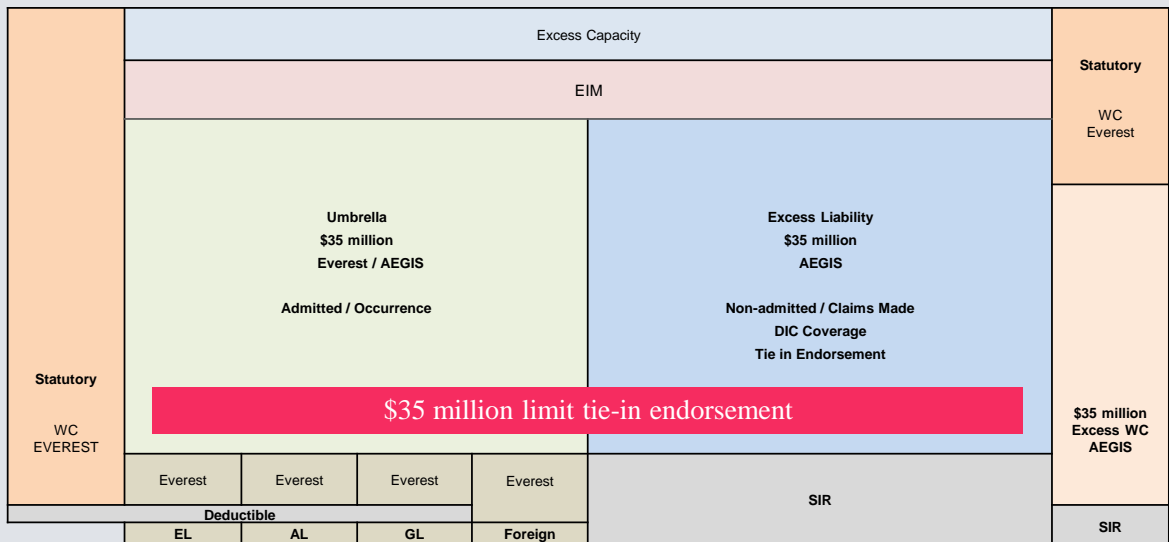 Excess Capacity
EIM
Statutory
WC
Everest
Umbrella
$35 million
Everest / AEGIS
Admitted / Occurrence
Excess Liability
$35 million
AEGIS
Non-admitted / Claims Made
DIC Coverage
Tie in Endorsement
Statutory
WC
EVEREST
$35 million limit tie-in endorsement
$35 million
Excess WC
AEGIS
Everest
Everest
Everest
Everest
SIR
Deductible
SIR
EL
AL
GL
Foreign